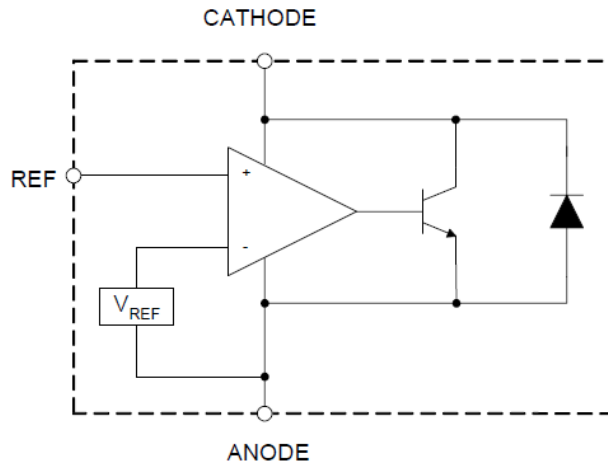 CATHODE
REF
+
-
VREF
ANODE